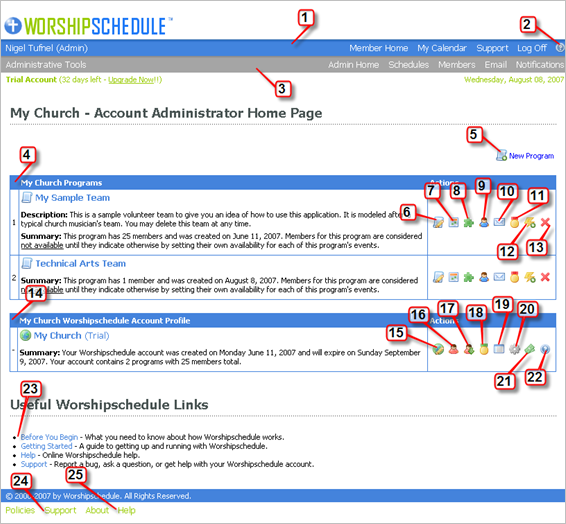 WORSHIPSCHEDULE™
1
2
Nigel Tufnel (Admin) Member Home My Calendar Support Log Off
Administrative Tools Admin Home Schedules Members Email Notifications
3
Trial Account (32 days left - Upgrade Now!!) Wednesday, August 08, 2007
My Church - Account Administrator Home Page
5
New Program
4
My Church Programs Actions
6 7 8 9 10 11
My Sample Team
1
Description: This is a sample volunteer team to give you an idea of how to use this application. It is modeled after
typical church musician's team. You may delete this team at any time.
Summary: This program has 25 members and was created on June 11, 2007. Members for this program are considered
not available until they indicate otherwise by setting their own availability for each of this program's events.
12 13
Technical Arts Team
2
Summary: This program has 1 member and was created on August 8, 2007. Members for this program are considered
available until they indicate otherwise by setting their own availability for each of this program's events.
14
My Church Worshipschedule Account Profile Actions
15 16 17 18 19 20
My Church (Trial)
-
Summary: Your Worshipschedule account was created on Monday June 11, 2007 and will expire on Sunday September
9, 2007. Your account contains 2 programs with 25 members total.
21 22
23
Useful Worshipschedule Links
Before You Begin - What you need to know about how Worshipschedule works.
Getting Started - A guide to getting up and running with Worshipschedule.
Help - Online Worshipschedule help.
Support - Report a bug, ask a question, or get help with your Worshipschedule account.
24 25
© 2006-2007 by Worshipschedule. All Rights Reserved.
Policies Support About Help